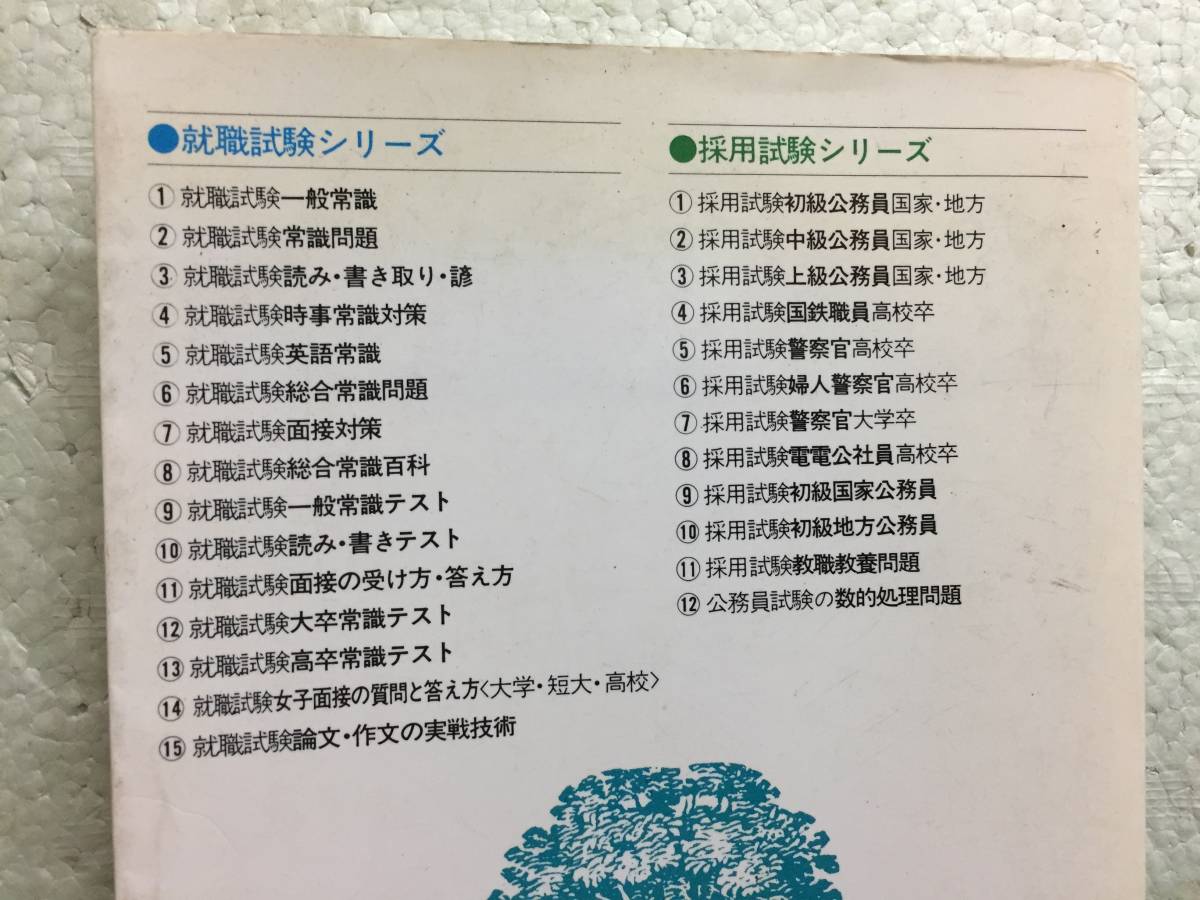 ●就職試験シリーズ
①就職試験一般常識
②就職試験常識問題
③就職試験読み・書き取り・諺
④就職試験時事常識対策
⑤就職試験英語常識
⑥就職試験総合常識問題
⑦就職試験面接対策
⑧就職試験総合常識百科
⑨就職試験一般常識テスト
⑩就職試験読み・書きテスト
⑪就職試験面接の受け方・答え方
⑫就職試験大卒常識テスト
⑬就職試験高卒常識テスト
⑭就職試験女子面接の質問と答え方〈大学・短大・高校〉
⑮就職試験論文・作文の実戦技術
●採用試験シリーズ
①採用試験初級公務員国家・地方
②採用試験中級公務員国家・地方
③採用試験上級公務員国家・地方
④採用試験国鉄職員高校卒
⑤採用試験警察官高校卒
⑥採用試験婦人警察官高校卒
⑦採用試験警察官大学卒
⑧採用試験電電公社員高校卒
⑨採用試験初級国家公務員
⑩採用試験初級地方公務員
⑪採用試験教職教養問題
⑫公務員試験の数的処理問題